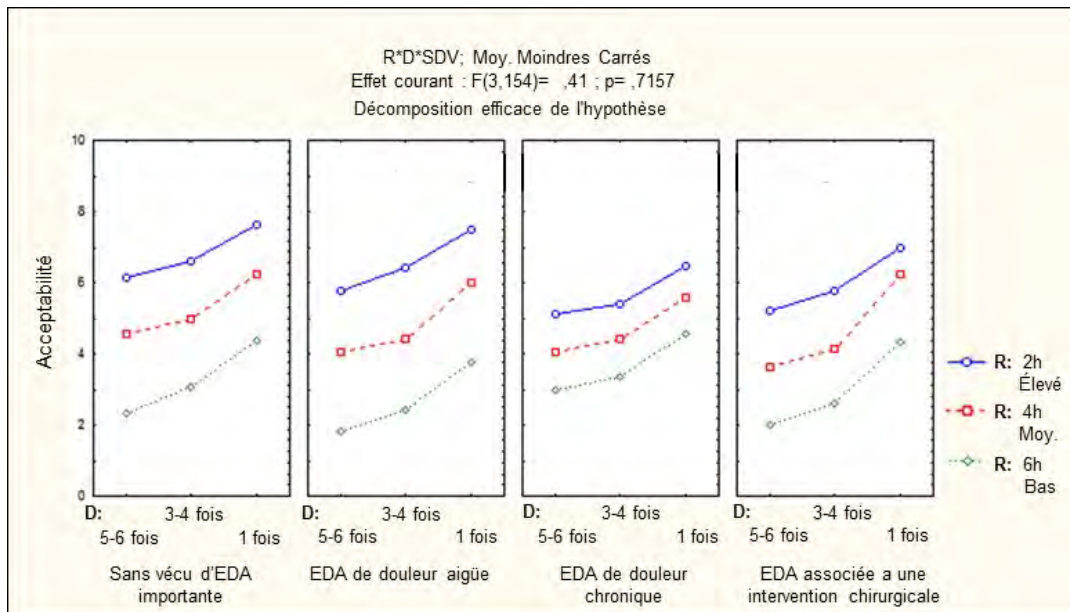 R*D*SDV; Moy. Moindres Carrés
Effet courant : F(3,154)= ,41 ; p= ,7157
Décomposition efficace de l'hypothèse
Acceptabilité
10
8
6
4
2
0
D: 3-4 fois
5-6 fois 1 fois
Sans vécu d'EDA
importante
D: 3-4 fois
5-6 fois 1 fois
EDA de douleur aigüe
D: 3-4 fois
5-6 fois 1 fois
EDA de douleur
chronique
D: 3-4 fois
5-6 fois 1 fois
EDA associée a une
intervention chirurgicale
R: 2h
Élevé
R: 4h
Moy.
R: 6h
Bas